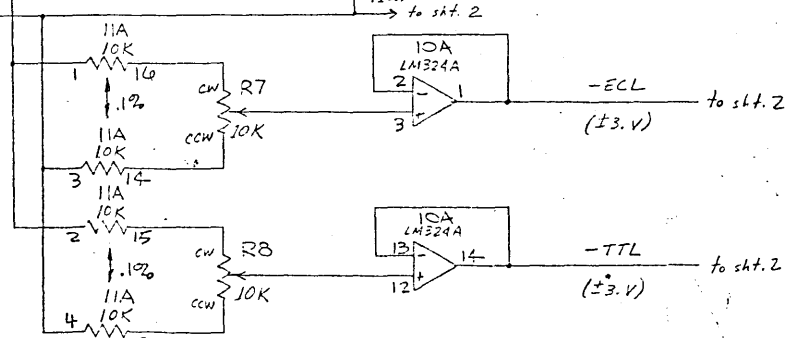 to sht. 2
11A
10K
1 16
.1%
11A
10K
3 14
CW R7
CCW 10K
10A
LM324A
2 - 1
3 +
-ECL
(±3.V)
to sht. 2
11A
10K
2 15
.1%
11A
10K
4
CW R8
CCW 10K
10A
LM324A
13 - 14
12 +
-TTL
(±3.V)
to sht. 2